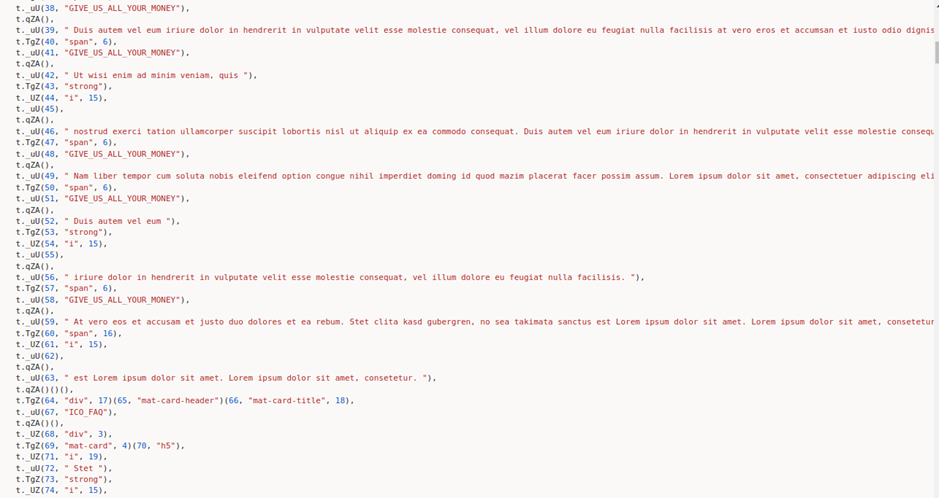 t._uU(38, "GIVE_US_ALL_YOUR_MONEY"),
t.qZA(),
t._uU(39, " Duis autem vel eum iriure dolor in hendrerit in vulputate velit esse molestie consequat, vel illum dolore eu feugiat nulla facilisis at vero eros et accumsan et iusto odio dignis
t.TgZ(40, "span", 6),
t._uU(41, "GIVE_US_ALL_YOUR_MONEY"),
t.qZA(),
t._uU(42, " Ut wisi enim ad minim veniam, quis "),
t.TgZ(43, "strong"),
t._UZ(44, "i", 15),
t._uU(45),
t.qZA(),
t._uU(46, " nostrud exerci tation ullamcorper suscipit lobortis nisl ut aliquip ex ea commodo consequat. Duis autem vel eum iriure dolor in hendrerit in vulputate velit esse molestie consequ
t.TgZ(47, "span", 6),
t._uU(48, "GIVE_US_ALL_YOUR_MONEY"),
t.qZA(),
t._uU(49, " Nam liber tempor cum soluta nobis eleifend option congue nihil imperdiet doming id quod mazim placerat facer possim assum. Lorem ipsum dolor sit amet, consectetuer adipiscing eli
t.TgZ(50, "span", 6),
t._uU(51, "GIVE_US_ALL_YOUR_MONEY"),
t.qZA(),
t._uU(52, " Duis autem vel eum "),
t.TgZ(53, "strong"),
t._UZ(54, "i", 15),
t._uU(55),
t.qZA(),
t._uU(56, " iriure dolor in hendrerit in vulputate velit esse molestie consequat, vel illum dolore eu feugiat nulla facilisis. "),
t.TgZ(57, "span", 6),
t._uU(58, "GIVE_US_ALL_YOUR_MONEY"),
t.qZA(),
t._uU(59, " At vero eos et accusam et justo duo dolores et ea rebum. Stet clita kasd gubergren, no sea takimata sanctus est Lorem ipsum dolor sit amet. Lorem ipsum dolor sit amet, consetetur
t.TgZ(60, "span", 16),
t._UZ(61, "i", 15),
t._uU(62),
t.qZA(),
t._uU(63, " est Lorem ipsum dolor sit amet. Lorem ipsum dolor sit amet, consetetur. "),
t.qZA()()(),
t.TgZ(64, "div", 17)(65, "mat-card-header")(66, "mat-card-title", 18),
t._uU(67, "ICO_FAQ"),
t.qZA()(),
t._UZ(68, "div", 3),
t.TgZ(69, "mat-card", 4)(70, "h5"),
t._UZ(71, "i", 19),
t._uU(72, " Stet "),
t.TgZ(73, "strong"),
t._UZ(74, "i", 15),